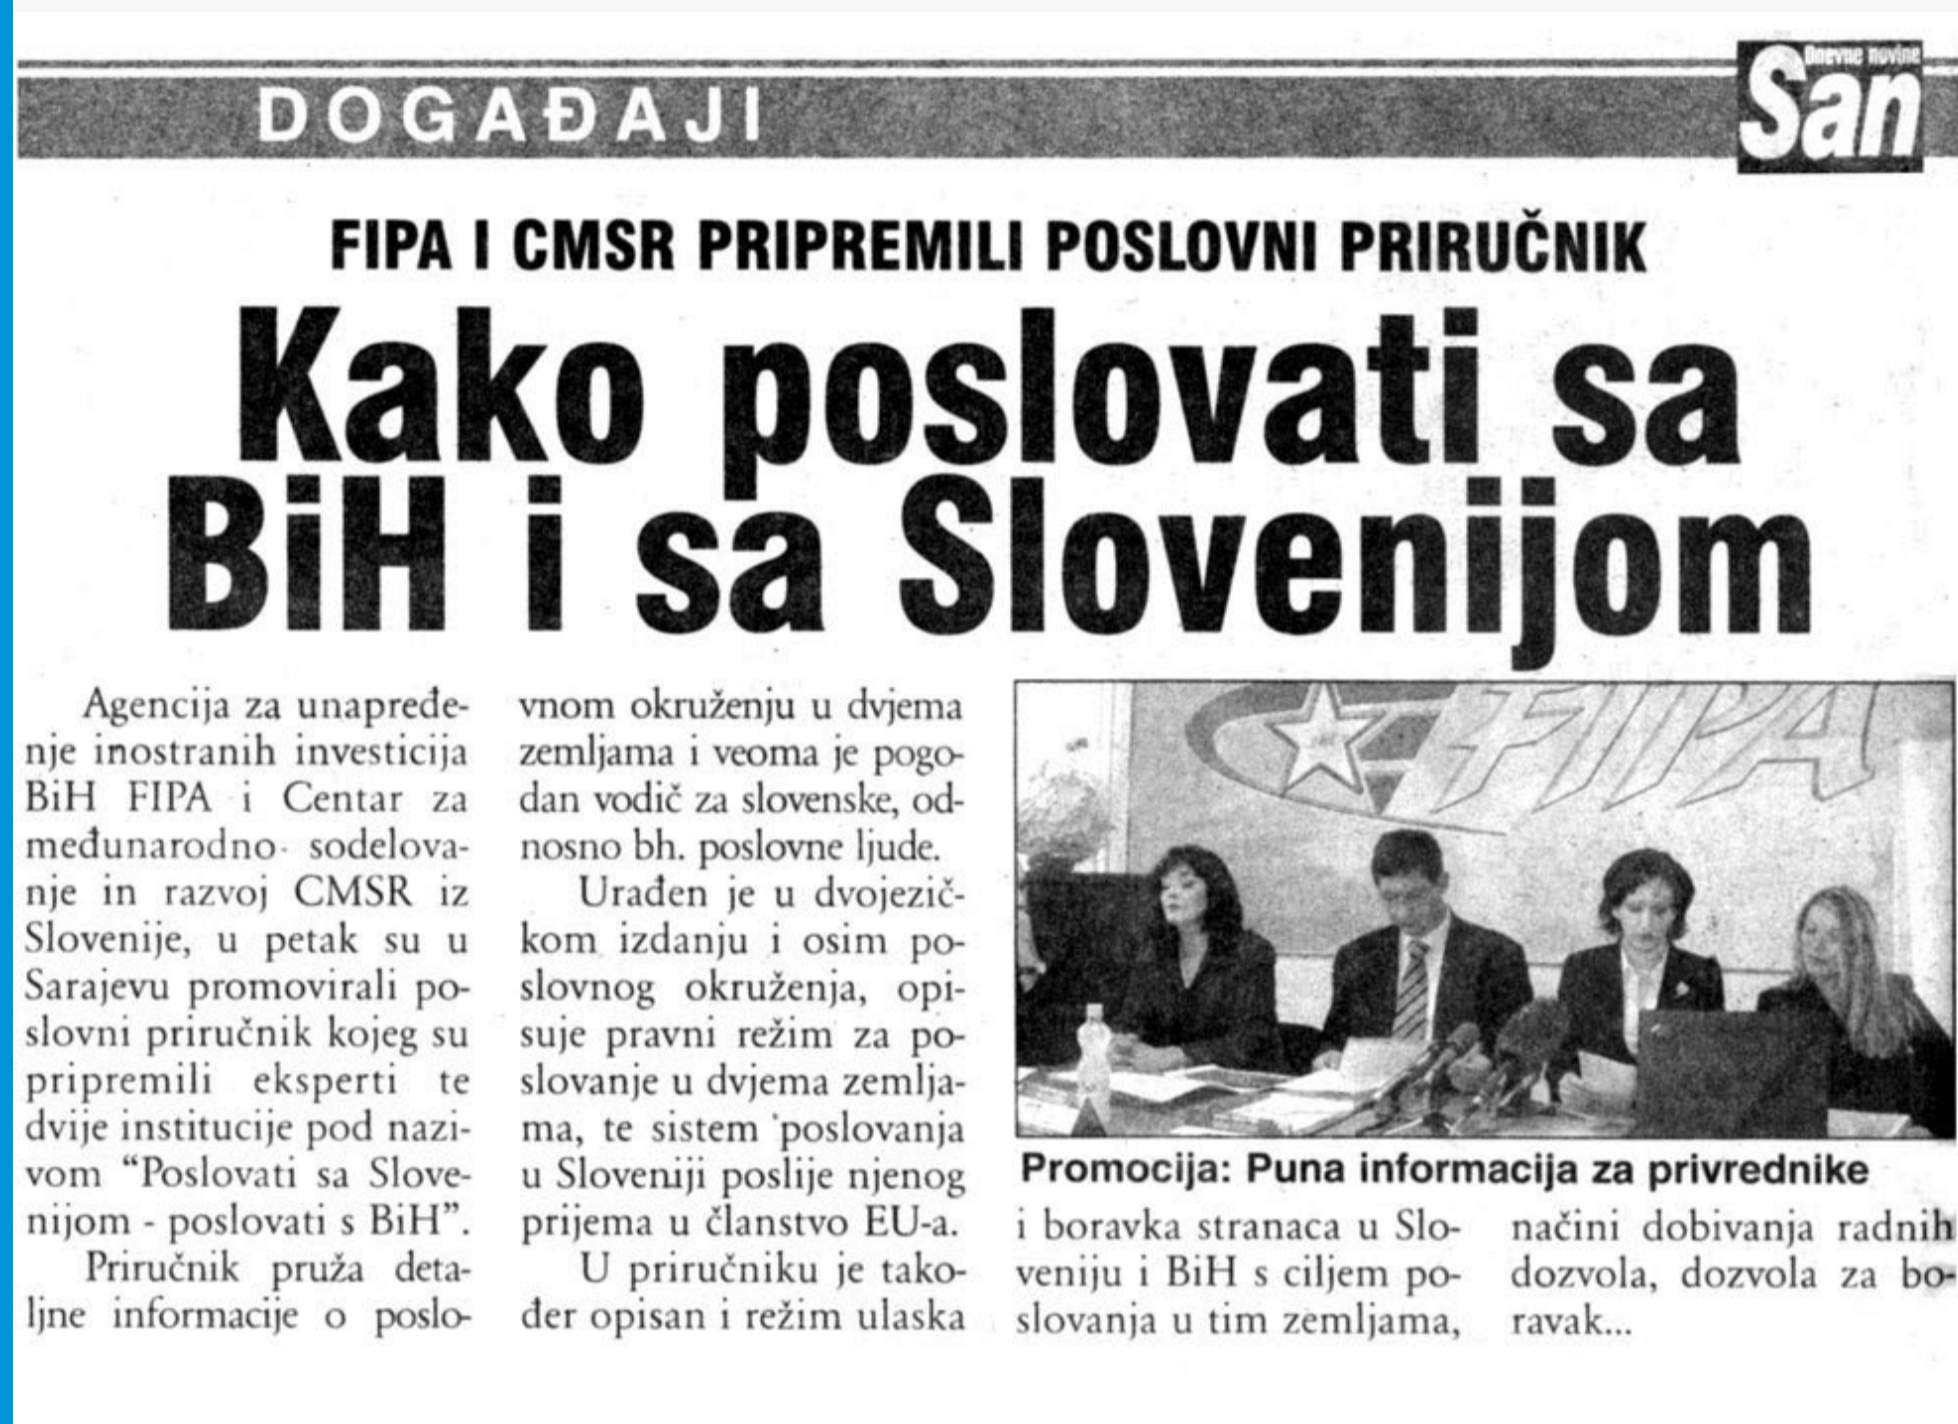 Dnevne novine
San
DOGAĐAJI
FIPA I CMSR PRIPREMILI POSLOVNI PRIRUČNIK
Kako poslovati sa
BiH i sa Slovenijom
Agencija za unapređe-
nje inostranih investicija
BiH FIPA i Centar za
međunarodno sodelova-
nje in razvoj CMSR iz
Slovenije, u petak su u
Sarajevu promovirali po-
slovni priručnik kojeg su
pripremili eksperti te
dvije institucije pod nazi-
vom “Poslovati sa Slove-
nijom - poslovati s BiH”.
Priručnik pruža deta-
ljne informacije o poslo-
vnom okruženju u dvjema
zemljama i veoma je pogo-
dan vodič za slovenske, od-
nosno bh. poslovne ljude.
Urađen je u dvojezič-
kom izdanju i osim po-
slovnog okruženja, opi-
suje pravni režim za po-
slovanje u dvjema zemlja-
ma, te sistem poslovanja
u Sloveniji poslije njenog
prijema u članstvo EU-a.
U priručniku je tako-
đer opisan i režim ulaska
FIPA
Promocija: Puna informacija za privrednike
i boravka stranaca u Slo-
veniju i BiH s ciljem po-
slovanja u tim zemljama,
načini dobivanja radnih
dozvola, dozvola za bo-
ravak...